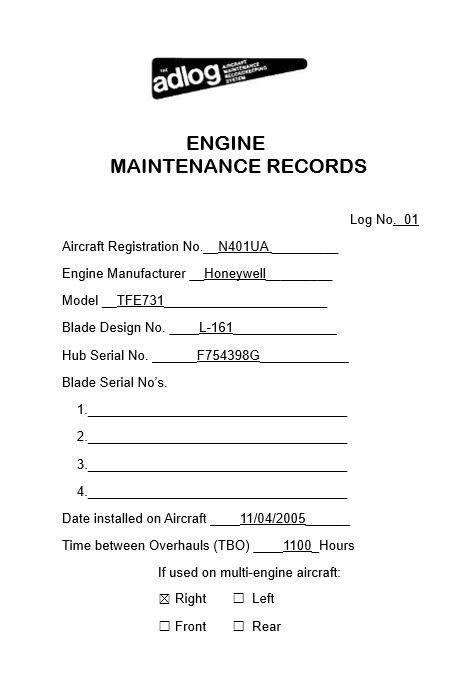 THE adlog AIRCRAFT MAINTENANCE RECORDKEEPING SYSTEM
ENGINE
MAINTENANCE RECORDS
Log No. 01
Aircraft Registration No. N401UA
Engine Manufacturer Honeywell
Model TFE731
Blade Design No. L-161
Hub Serial No. F754398G
Blade Serial No's.
1.
2.
3.
4.
Date installed on Aircraft 11/04/2005
Time between Overhauls (TBO) 1100 Hours
If used on multi-engine aircraft:
☒ Right ☐ Left
☐ Front ☐ Rear